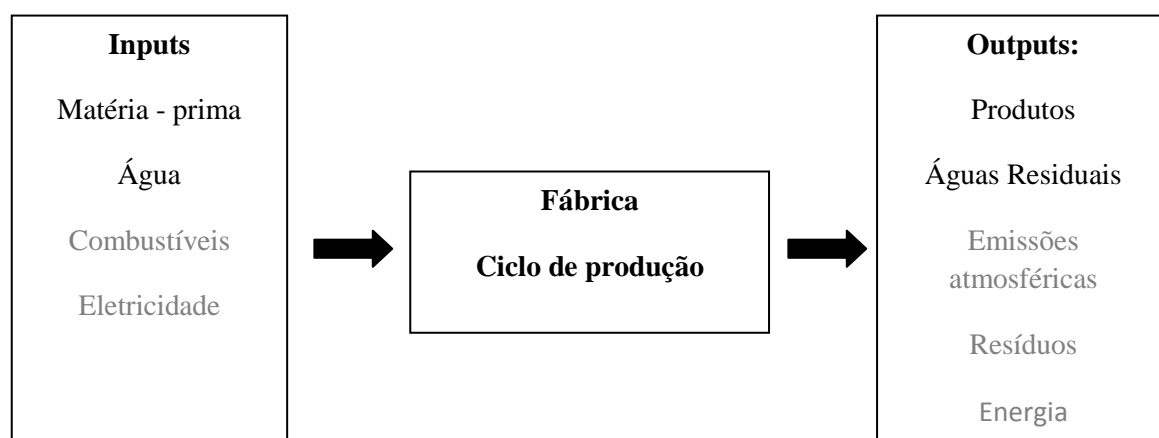 Inputs
Matéria - prima
Água
Combustíveis
Eletricidade
Fábrica
Ciclo de produção
Outputs:
Produtos
Águas Residuais
Emissões
atmosféricas
Resíduos
Energia